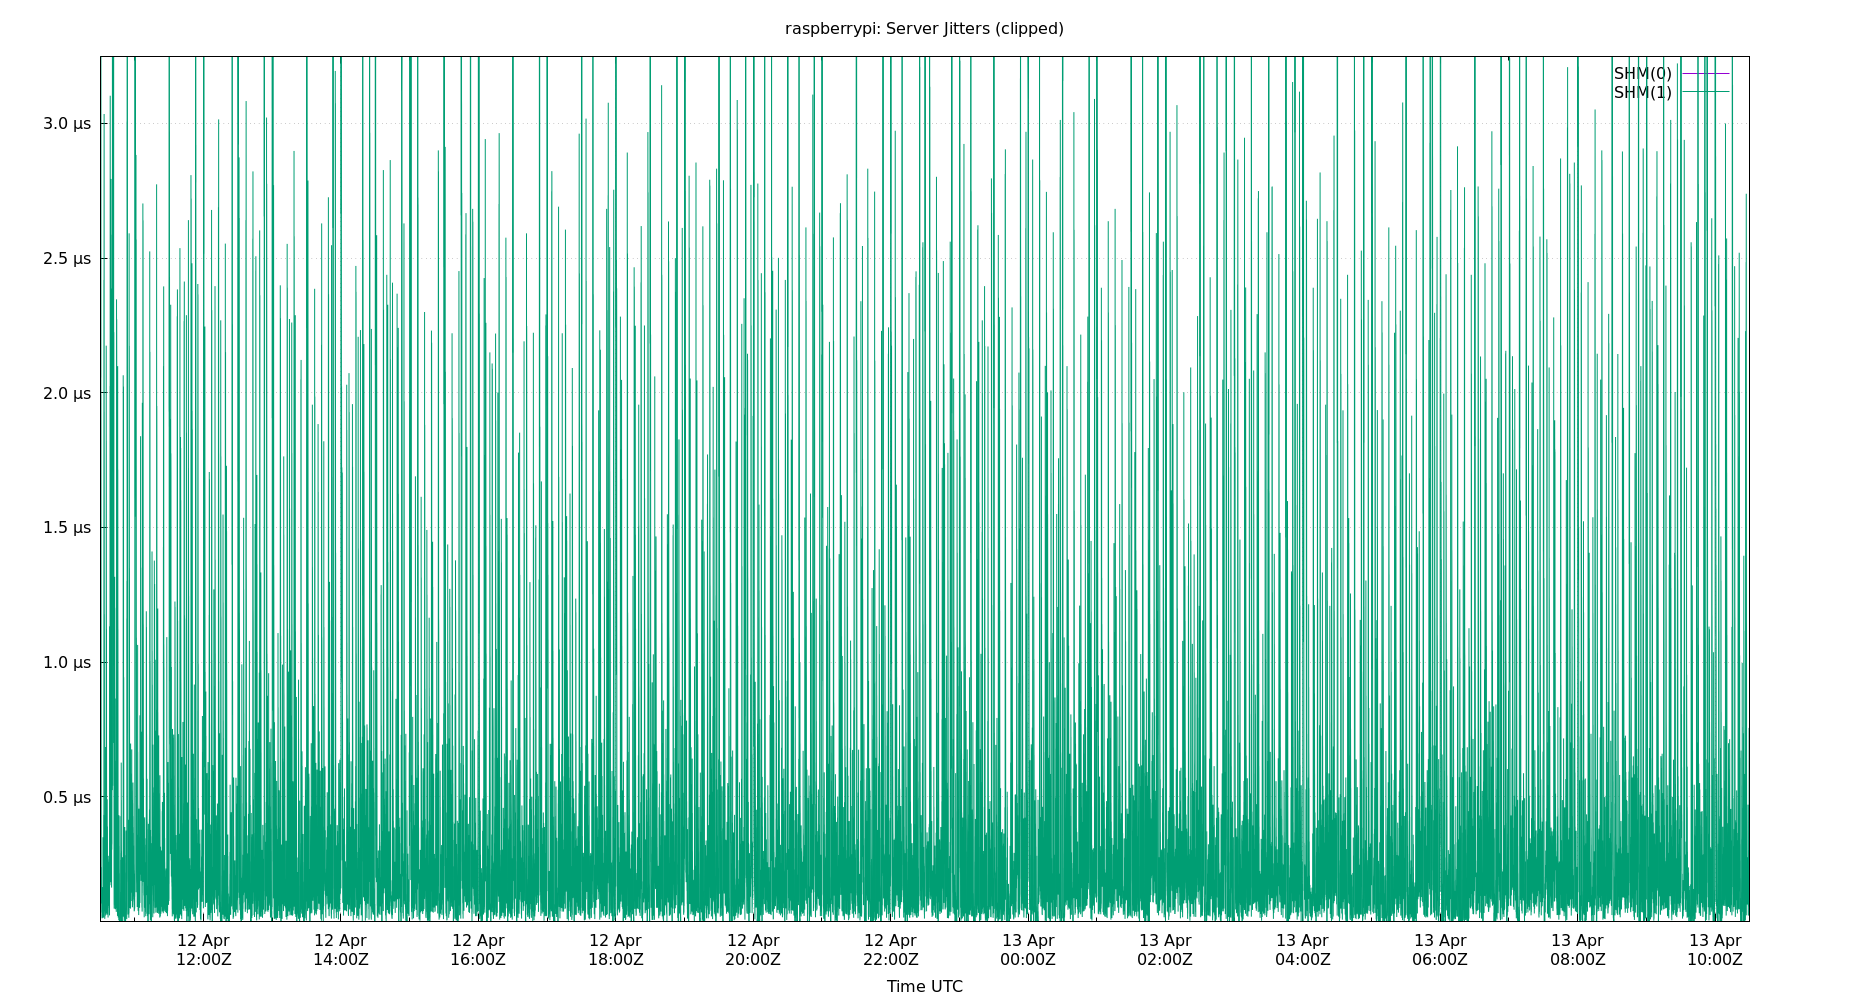 raspberrypi: Server Jitters (clipped)
SHM(0)
SHM(1)
3.0 µs
2.5 µs
2.0 µs
1.5 µs
1.0 µs
0.5 µs
12 Apr 12 Apr 12 Apr 12 Apr 12 Apr 12 Apr 13 Apr 13 Apr 13 Apr 13 Apr 13 Apr 13 Apr
12:00Z 14:00Z 16:00Z 18:00Z 20:00Z 22:00Z 00:00Z 02:00Z 04:00Z 06:00Z 08:00Z 10:00Z
Time UTC